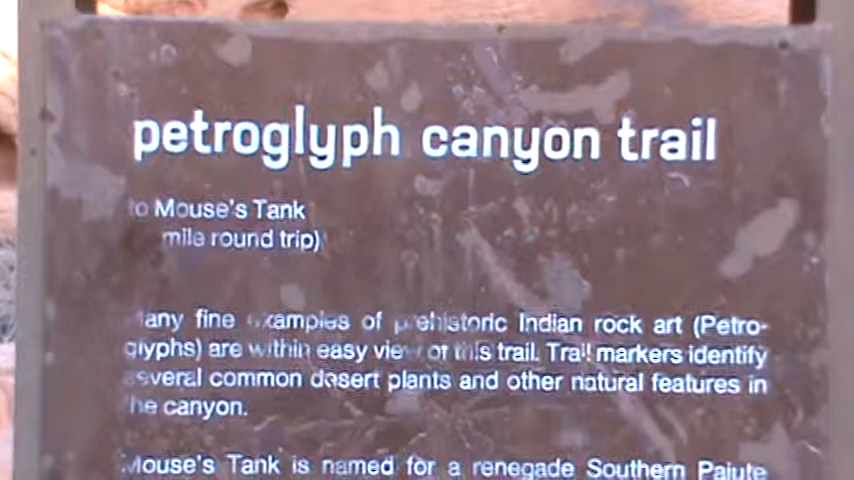 petroglyph canyon trail
to Mouse's Tank
mile round trip)
any fine examples of prehistoric Indian rock art (Petro-
glyphs) are within easy view of this trail. Trail markers identify
several common desert plants and other natural features in
the canyon.
Mouse's Tank is named for a renegade Southern Paiute